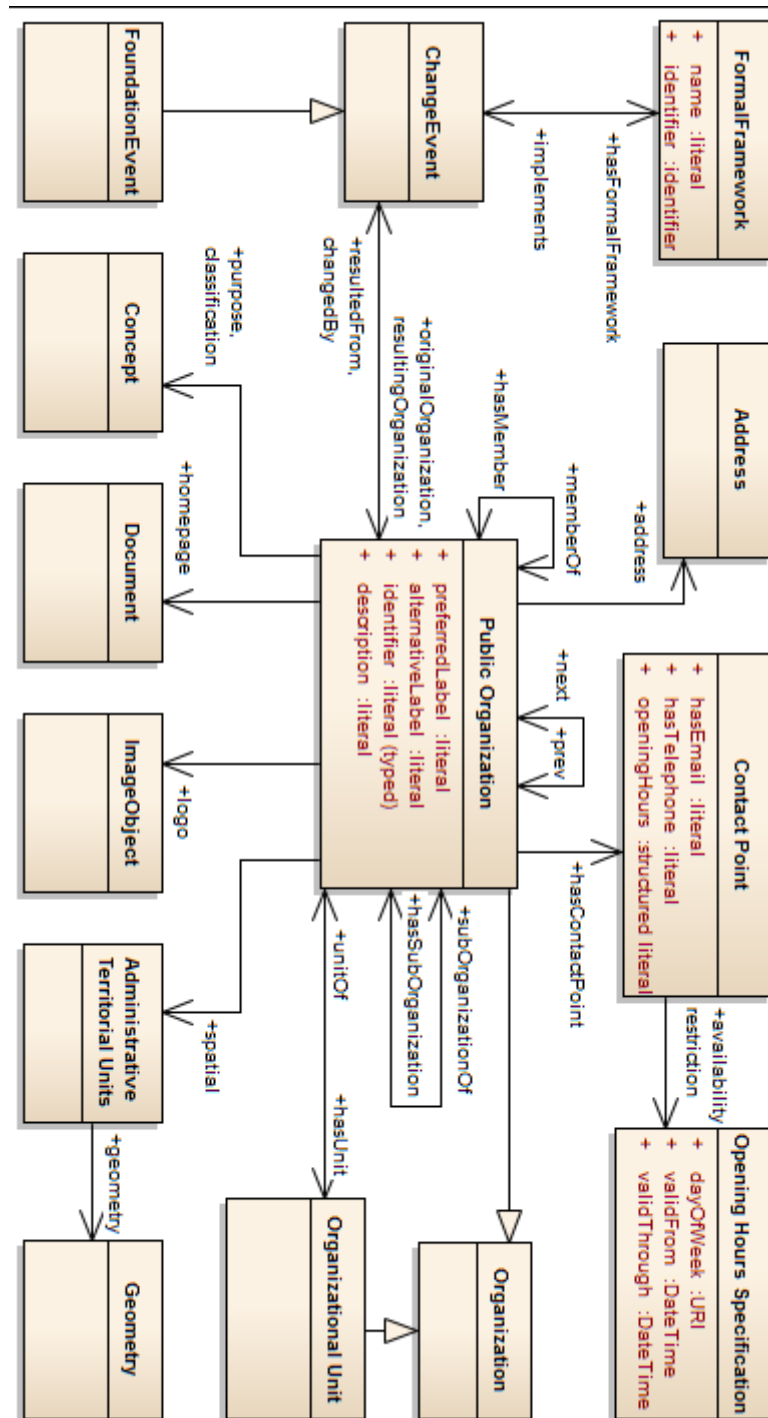 FormalFramework
+ name :literal
+ identifier :identifier
+hasFormalFramework
+implements
ChangeEvent
FoundationEvent
+resultedFrom,
changedBy
+originalOrganization,
resultingOrganization
Address
+address
+hasMember
+memberOf
+next
+prev
Public Organization
+ preferredLabel :literal
+ alternativeLabel :literal
+ identifier :literal (typed)
+ description :literal
+purpose,
classification
Concept
+homepage
Document
+logo
ImageObject
+spatial
Administrative
Territorial Units
+geometry
Geometry
+hasContactPoint
Contact Point
+ hasEmail :literal
+ hasTelephone :literal
+ openingHours :structured literal
+availability
restriction
Opening Hours Specification
+ dayOfWeek :URI
+ validFrom :DateTime
+ validThrough :DateTime
+subOrganizationOf
+hasSubOrganization
+unitOf
+hasUnit
Organizational Unit
Organization